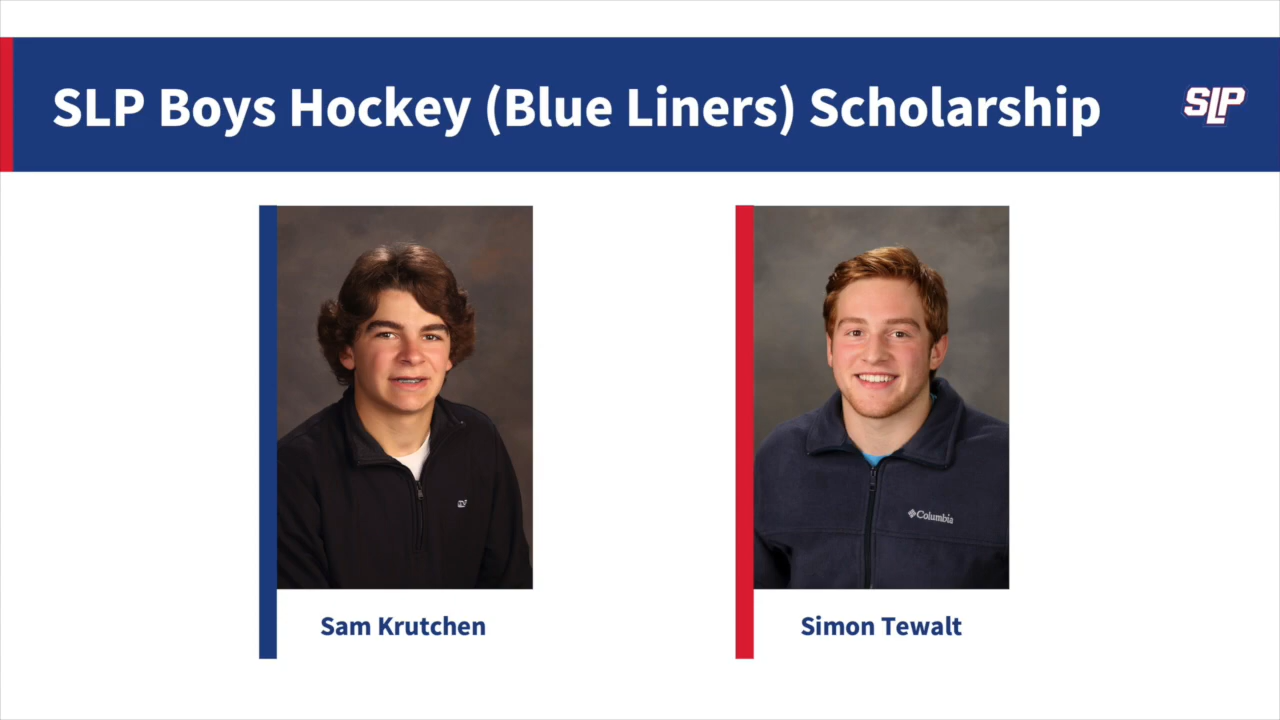 SLP Boys Hockey (Blue Liners) Scholarship
SLP
Columbia
Sam Krutchen
Simon Tewalt